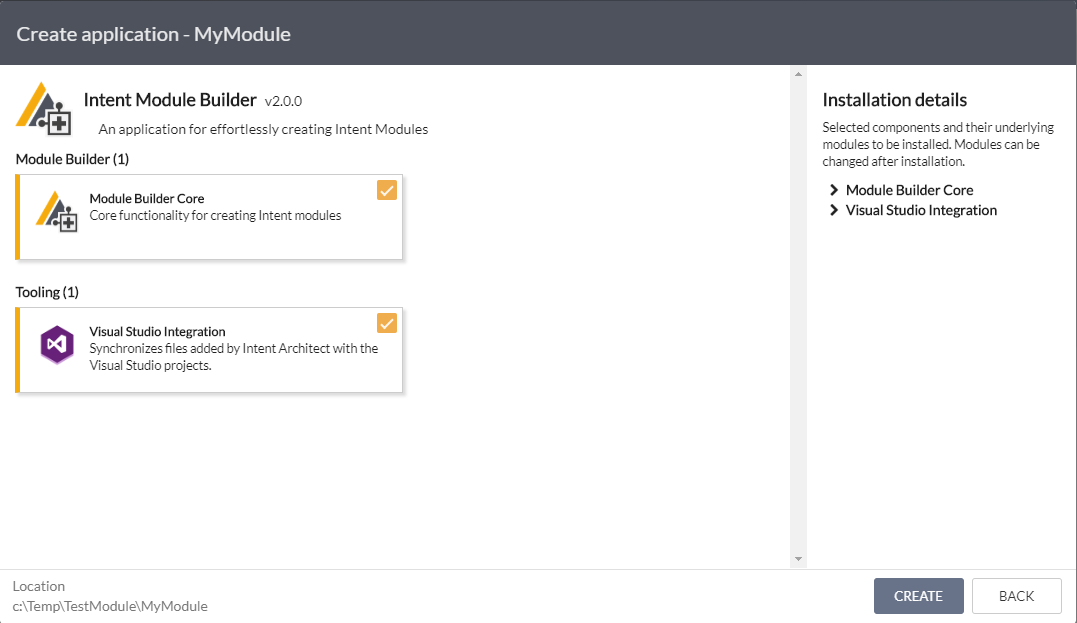 Create application - MyModule
Intent Module Builder v2.0.0
An application for effortlessly creating Intent Modules
Module Builder (1)
Module Builder Core
Core functionality for creating Intent modules
Tooling (1)
Visual Studio Integration
Synchronizes files added by Intent Architect with the
Visual Studio projects.
Installation details
Selected components and their underlying
modules to be installed. Modules can be
changed after installation.
Module Builder Core
Visual Studio Integration
Location
c:\Temp\TestModule\MyModule
CREATE
BACK